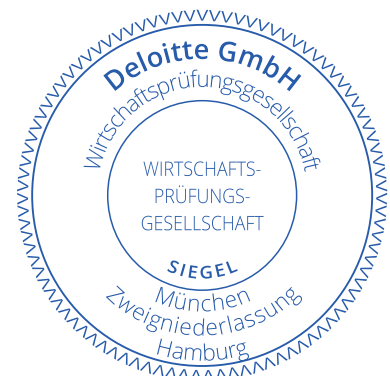 Deloitte GmbH
Wirtschaftsprüfungsgesellschaft
WIRTSCHAFTS-
PRÜFUNGS-
GESELLSCHAFT
SIEGEL
München
Zweigniederlassung
Hamburg